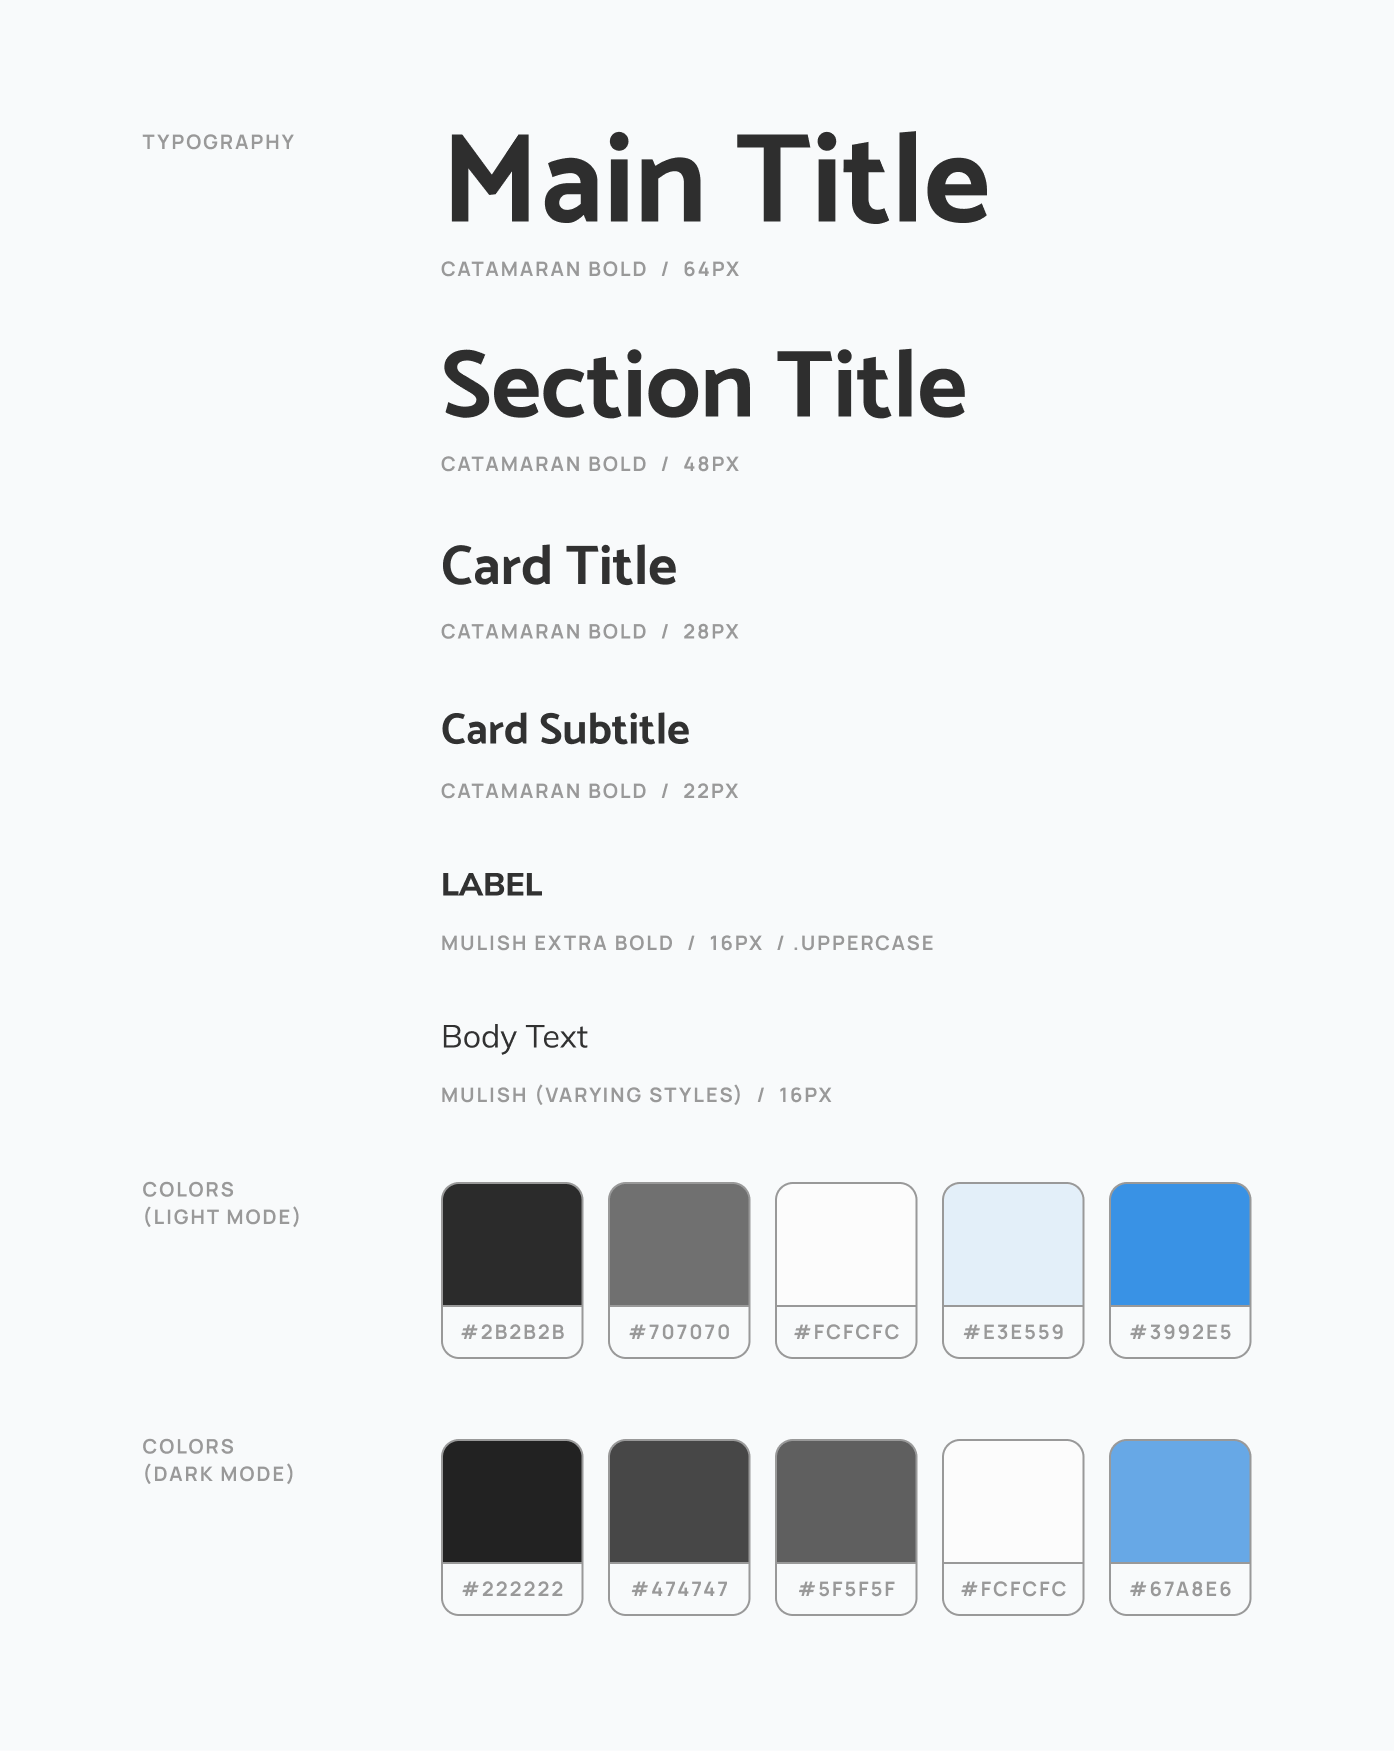 TYPOGRAPHY
Main Title
CATAMARAN BOLD / 64PX
Section Title
CATAMARAN BOLD / 48PX
Card Title
CATAMARAN BOLD / 28PX
Card Subtitle
CATAMARAN BOLD / 22PX
LABEL
MULISH EXTRA BOLD / 16PX / .UPPERCASE
Body Text
MULISH (VARYING STYLES) / 16PX
COLORS
(LIGHT MODE)
#2B2B2B #707070 #FCFCFC #E3E559 #3992E5
COLORS
(DARK MODE)
#222222 #474747 #5F5F5F #FCFCFC #67A8E6